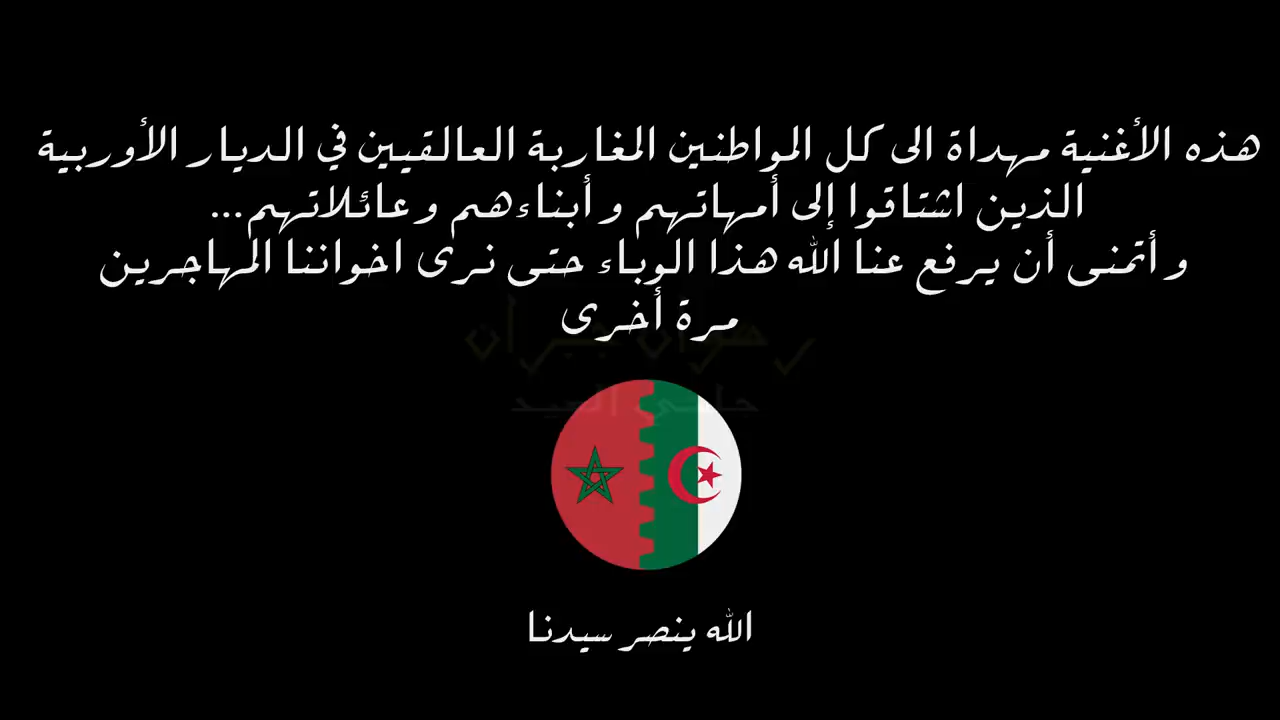 هذه الأغنية مهداة الى كل المواطنين المغاربة العالقيين في الديار الأوربية
الذين اشتاقوا إلى أمهاتهم و أبناءهم و عائلاتهم...
و أتمنى أن يرفع عنا الله هذا الوباء حتى نرى اخواننا المهاجرين
مرة أخرى
الله ينصر سيدنا